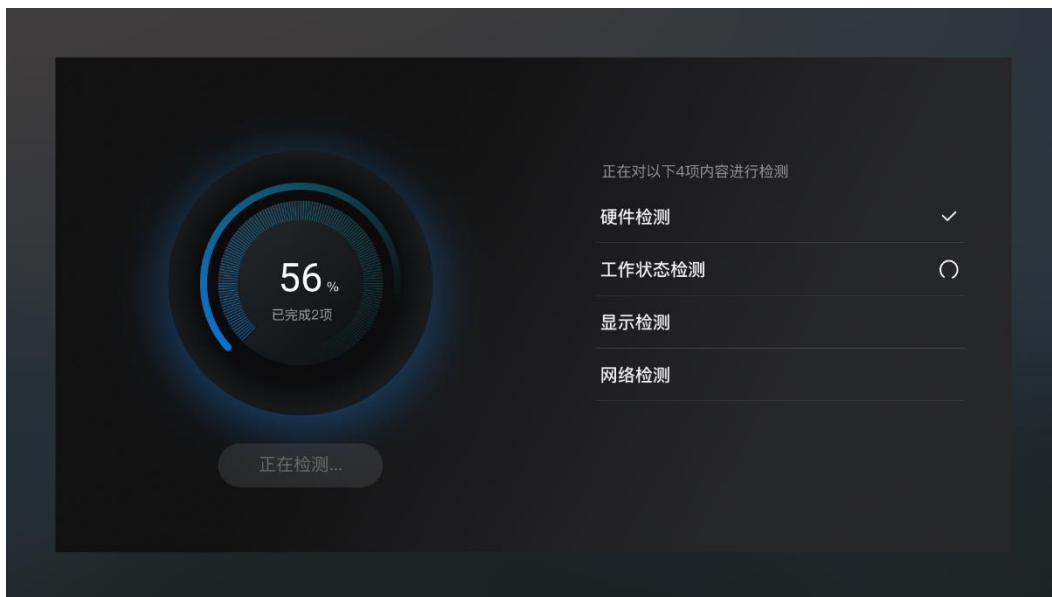 正在对以下4项内容进行检测
硬件检测
工作状态检测
显示检测
网络检测
56%
已完成2项
正在检测...